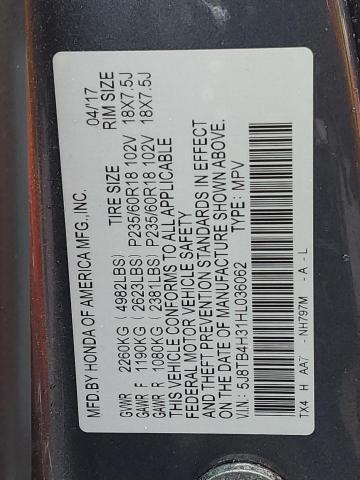 MFD.BY HONDA OF AMERICA MFG.,INC. 04/'17
TIRE SIZE RIM SIZE
GVWR 2260KG (4982LBS)
GAWR F 1190KG (2623LBS) P235/60R18 102V 18X7.5J
GAWR R 1080KG (2381LBS) P235/60R18 102V 18X7.5J
THIS VEHICLE CONFORMS TO ALL APPLICABLE
FEDERAL MOTOR VEHICLE SAFETY
AND THEFT PREVENTION STANDARDS IN EFFECT
ON THE DATE OF MANUFACTURE SHOWN ABOVE.
V.I.N.: 5J8TB4H31HL036062 TYPE: MPV
TX4 H AA7 NH797M - A - L